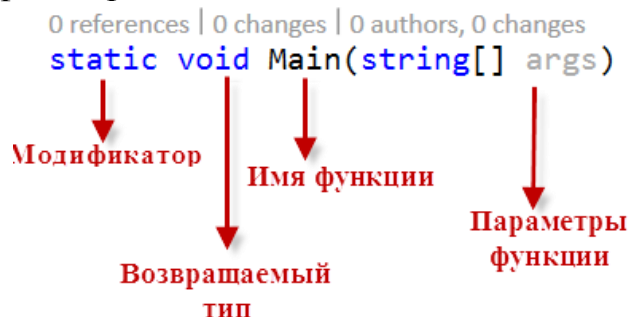 0 references | 0 changes | 0 authors, 0 changes
static void Main(string[] args)
Модификатор
Имя функции
Параметры
функции
Возвращаемый
тип